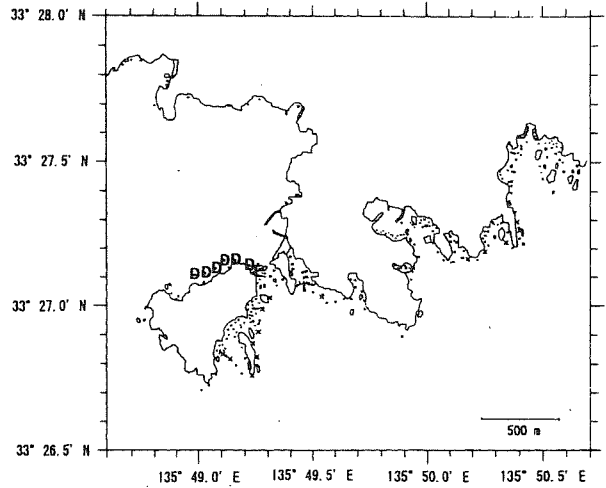 33° 28.0' N
33° 27.5' N
DDDDDD
33° 27.0' N
33° 26.5' N
500 m
135° 49.0' E
135° 49.5' E
135° 50.0' E
135° 50.5' E